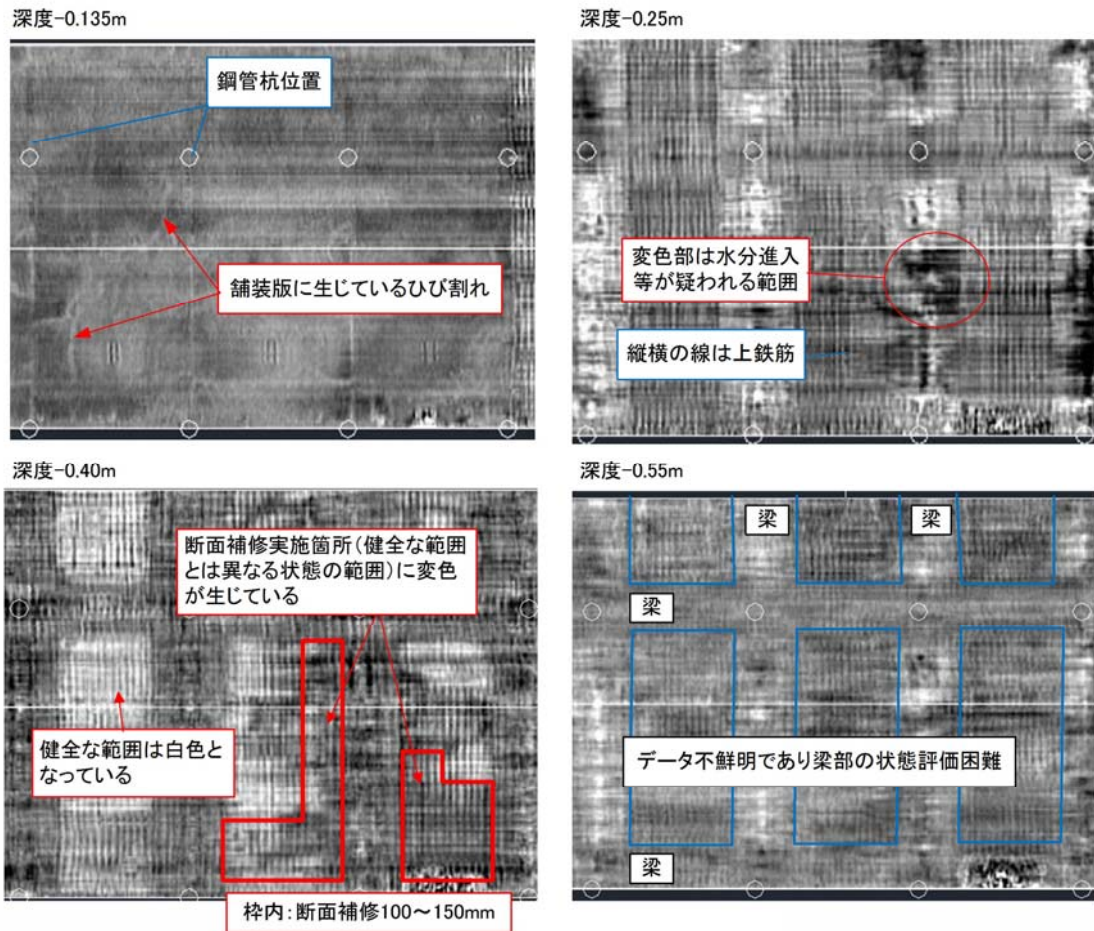 深度-0.135m
深度-0.25m
鋼管杭位置
舗装版に生じているひび割れ
変色部は水分進入
等が疑われる範囲
縦横の線は上鉄筋
深度-0.40m
深度-0.55m
断面補修実施箇所(健全な範囲
とは異なる状態の範囲)に変色
が生じている
健全な範囲は白色と
なっている
枠内:断面補修100~150mm
梁
梁
梁
データ不鮮明であり梁部の状態評価困難
梁